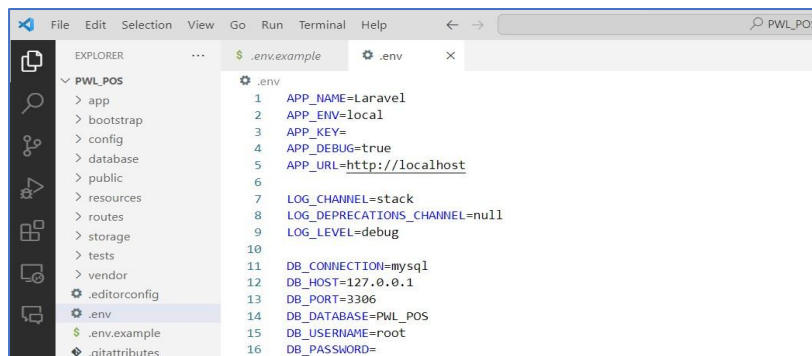 File Edit Selection View Go Run Terminal Help
PWL_POS
EXPLORER
PWL_POS
app
bootstrap
config
database
public
resources
routes
storage
tests
vendor
.editorconfig
.env
.env.example
.gitattributes
$ .env.example
.env
.env
1 APP_NAME=Laravel
2 APP_ENV=local
3 APP_KEY=
4 APP_DEBUG=true
5 APP_URL=http://localhost
6
7 LOG_CHANNEL=stack
8 LOG_DEPRECATIONS_CHANNEL=null
9 LOG_LEVEL=debug
10
11 DB_CONNECTION=mysql
12 DB_HOST=127.0.0.1
13 DB_PORT=3306
14 DB_DATABASE=PWL_POS
15 DB_USERNAME=root
16 DB_PASSWORD=